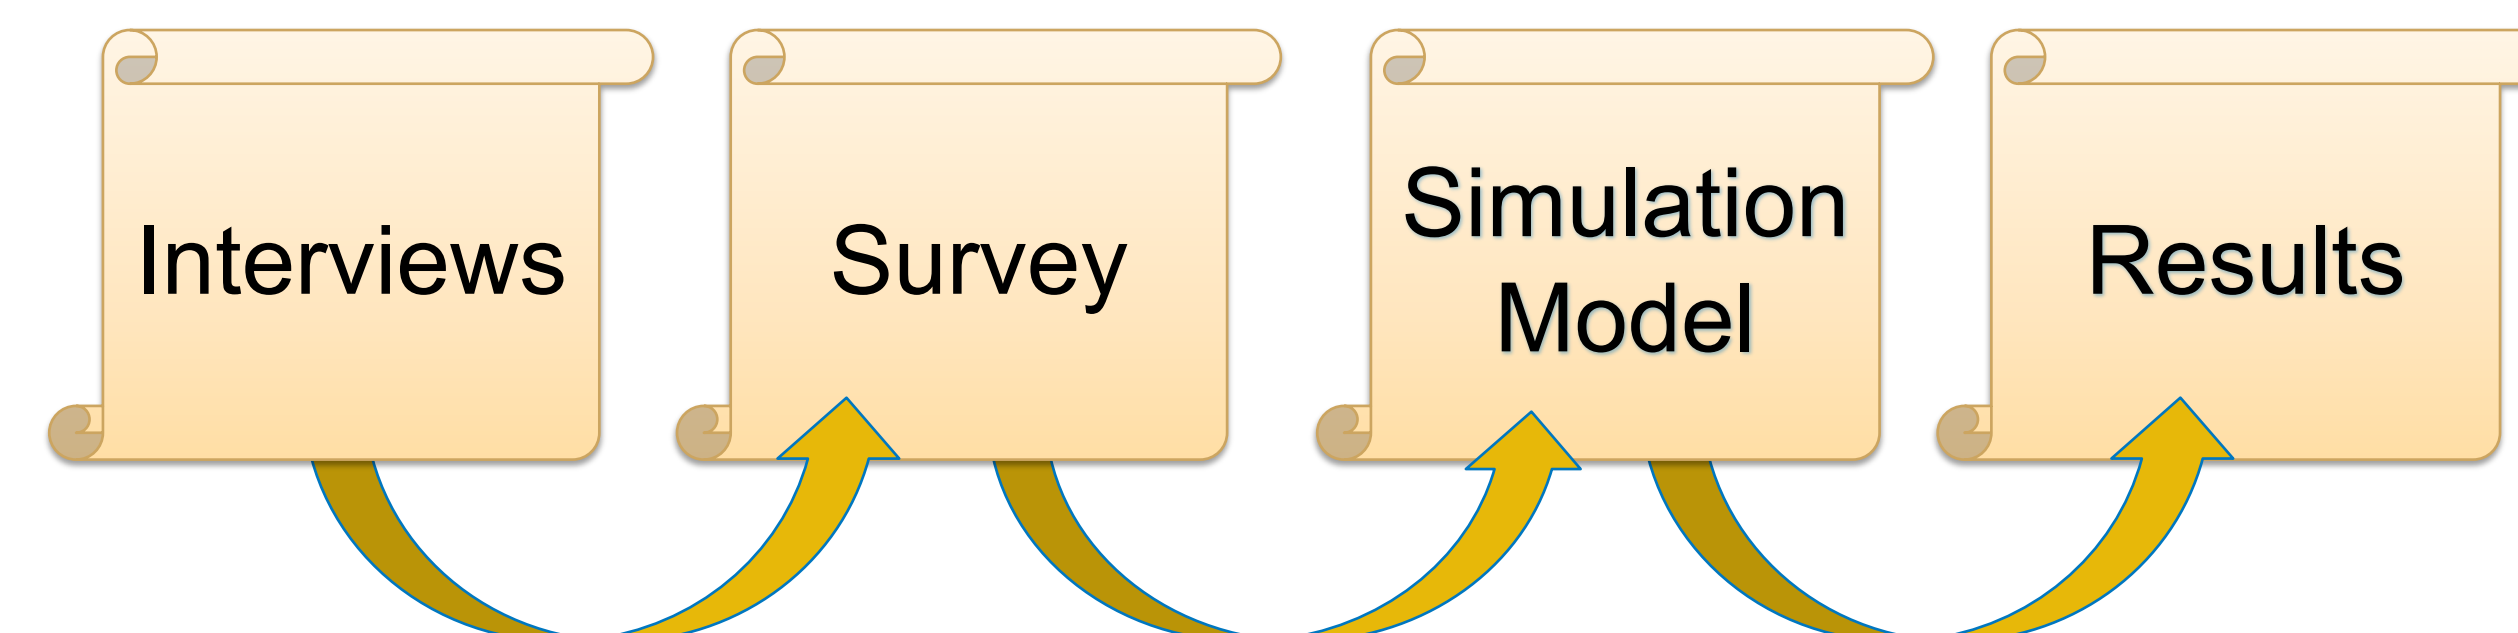 Interviews
Survey
Simulation
Model
Results